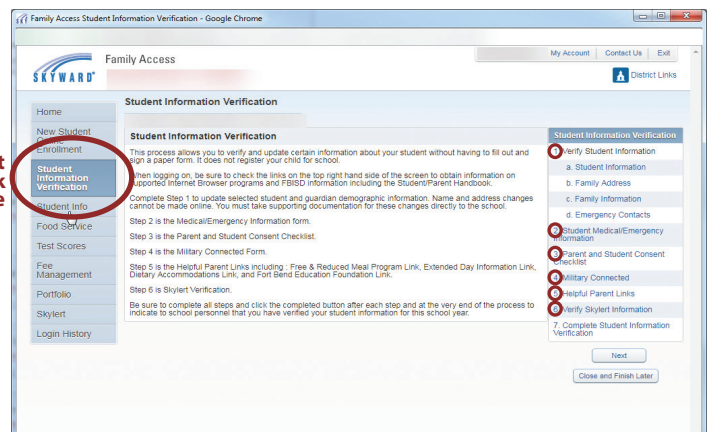 Family Access Student Information Verification - Google Chrome
Family Access
My Account
Contact Us
Exit
SKYWARD
District Links
Home
New Student
Online
Enrollment
Student
Information
Verification
Student Info
Food Service
Test Scores
Fee
Management
Portfolio
Skylert
Login History
t
k
e
Student Information Verification
Student Information Verification
This process allows you to verify and update certain information about your student without having to fill out and
sign a paper form. It does not register your child for school.
When logging on, be sure to check the links on the top right hand side of the screen to obtain information on
supported Internet Browser programs and FBISD information including the Student/Parent Handbook.
Complete Step 1 to update selected student and guardian demographic information. Name and address changes
cannot be made online. You must take supporting documentation for these changes directly to the school.
Step 2 is the Medical/Emergency Information form.
Step 3 is the Parent and Student Consent Checklist.
Step 4 is the Military Connected Form.
Step 5 is the Helpful Parent Links including : Free & Reduced Meal Program Link, Extended Day Information Link,
Dietary Accommodations Link, and Fort Bend Education Foundation Link.
Step 6 is Skylert Verification.
Be sure to complete all steps and click the completed button after each step and at the very end of the process to
indicate to school personnel that you have verified your student information for this school year.
Student Information Verification
1 Verify Student Information
a. Student Information
b. Family Address
c. Family Information
d. Emergency Contacts
2 Student Medical/Emergency
Information
3 Parent and Student Consent
Checklist
4 Military Connected
5 Helpful Parent Links
6 Verify Skylert Information
7. Complete Student Information
Verification
Next
Close and Finish Later